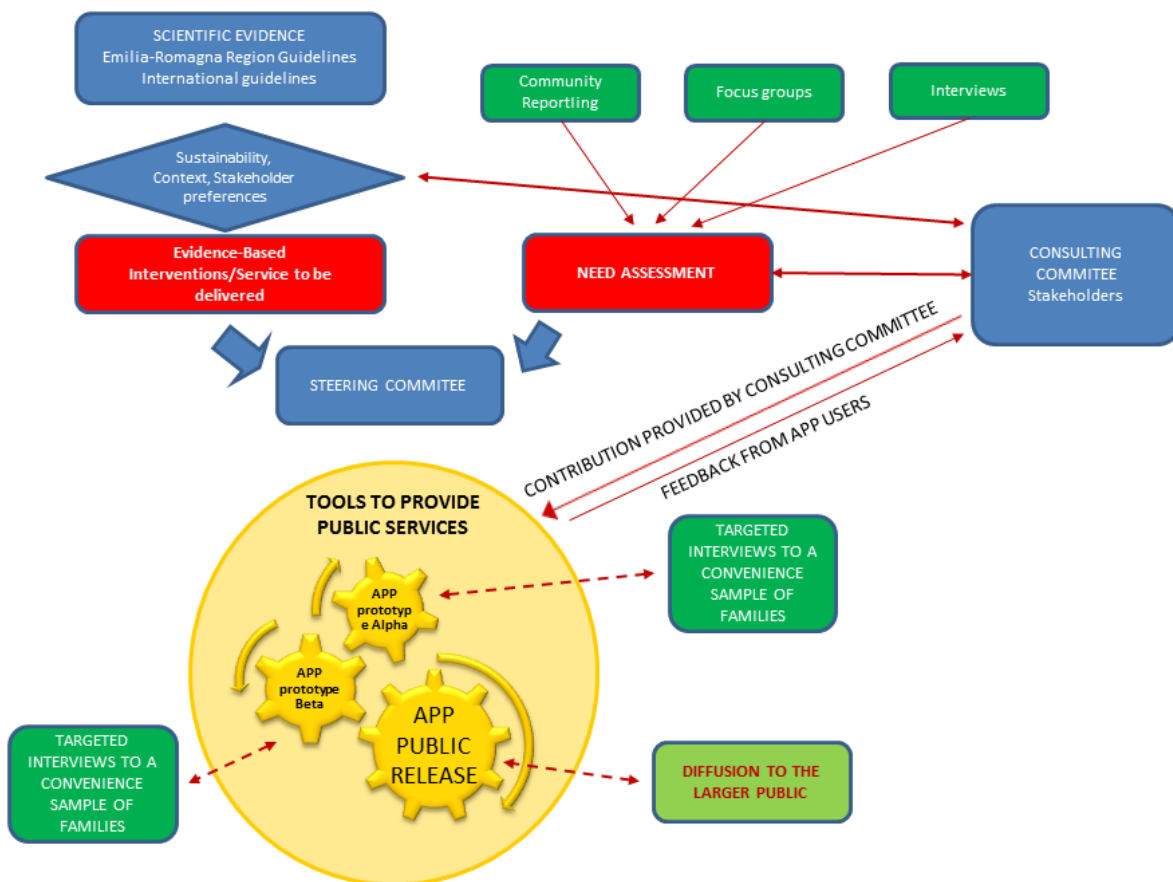 SCIENTIFIC EVIDENCE
Emilia-Romagna Region Guidelines
International guidelines
Community
Reportling
Focus groups
Interviews
Sustainability,
Context, Stakeholder
preferences
Evidence-Based
Interventions/Service to be
delivered
NEED ASSESSMENT
CONSULTING
COMMITEE
Stakeholders
STEERING COMMITEE
CONTRIBUTION PROVIDED BY CONSULTING COMMITTEE
FEEDBACK FROM APP USERS
TOOLS TO PROVIDE
PUBLIC SERVICES
APP
prototyp
e Alpha
TARGETED
INTERVIEWS TO A
CONVENIENCE
SAMPLE OF
FAMILIES
APP
prototype
Beta
APP
PUBLIC
RELEASE
TARGETED
INTERVIEWS TO A
CONVENIENCE
SAMPLE OF
FAMILIES
DIFFUSION TO THE
LARGER PUBLIC